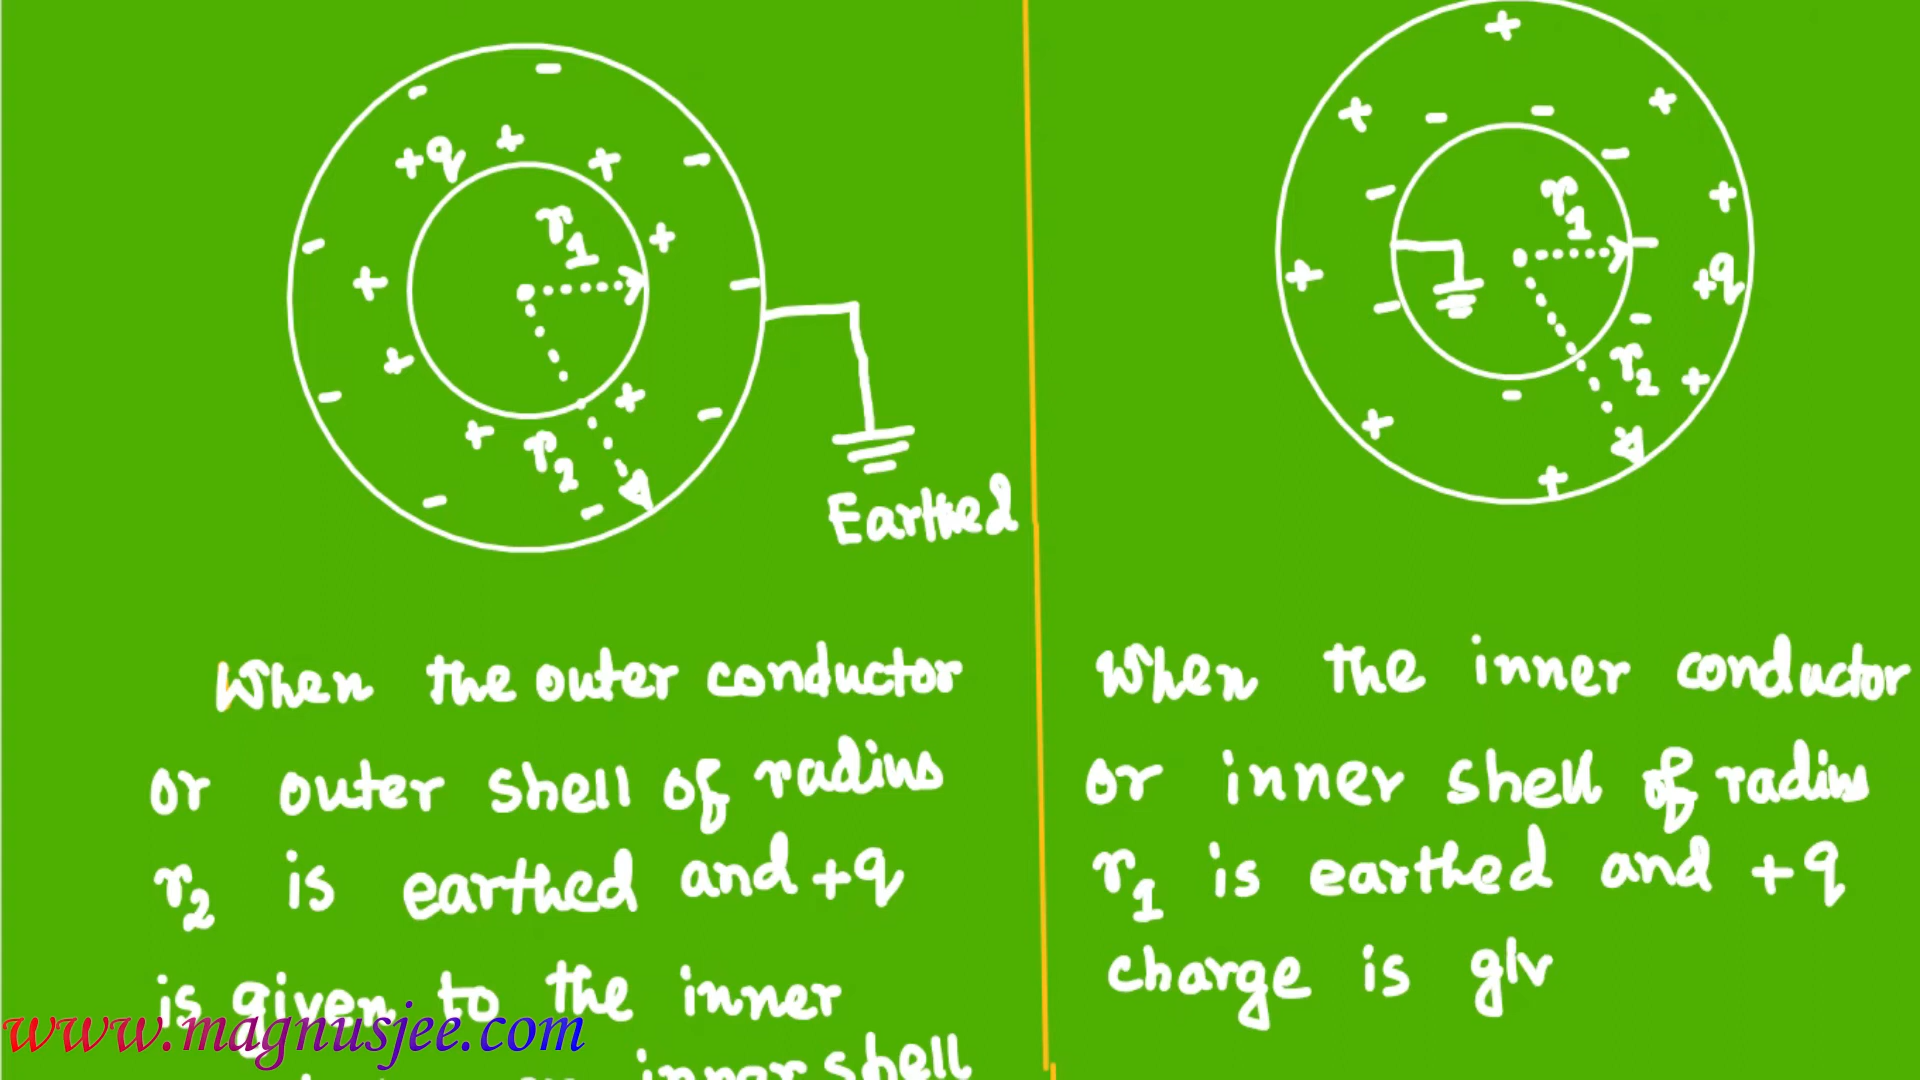 +q
r1
r2
Earthed
When the outer conductor
or outer shell of radius
r2 is earthed and +q
is given to the inner
inner shell
r1
+q
r2
When the inner conductor
or inner shell of radius
r1 is earthed and +q
charge is giv
www.magnusjee.com